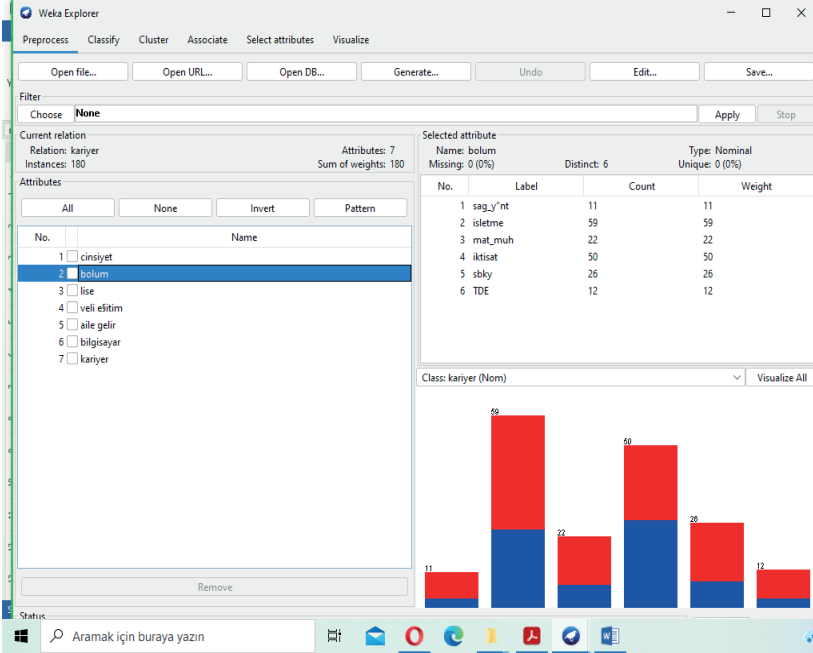 Weka Explorer
Preprocess Classify Cluster Associate Select attributes Visualize
Open file... Open URL... Open DB... Generate... Undo Edit... Save...
Filter
Choose None Apply Stop
Current relation
Relation: kariyer Attributes: 7
Instances: 180 Sum of weights: 180
Attributes
All None Invert Pattern
No. Name
1 cinsiyet
2 bolum
3 lise
4 veli eğitim
5 aile gelir
6 bilgisayar
7 kariyer
Remove
Selected attribute
Name: bolum Type: Nominal
Missing: 0 (0%) Distinct: 6 Unique: 0 (0%)
No. Label Count Weight
1 sag_y"nt 11 11
2 isletme 59 59
3 mat_muh 22 22
4 iktisat 50 50
5 sbky 26 26
6 TDE 12 12
Class: kariyer (Nom) Visualize All
11 59 22 50 26 12
Status
Aramak için buraya yazın